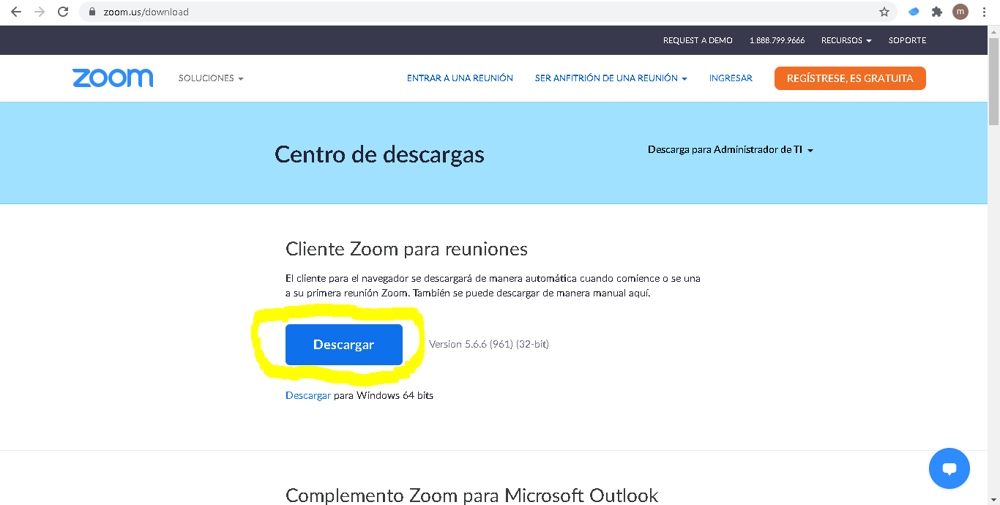 zoom.us/download
m
REQUEST A DEMO 1.888.799.9666 RECURSOS SOPORTE
zoom SOLUCIONES ENTRAR A UNA REUNIÓN SER ANFITRIÓN DE UNA REUNIÓN INGRESAR REGÍSTRESE, ES GRATUITA
Centro de descargas
Descarga para Administrador de TI
Cliente Zoom para reuniones
El cliente para el navegador se descargará de manera automática cuando comience o se una
a su primera reunión Zoom. También se puede descargar de manera manual aquí.
Descargar Version 5.6.6 (961) (32-bit)
Descargar para Windows 64 bits
Complemento Zoom para Microsoft Outlook